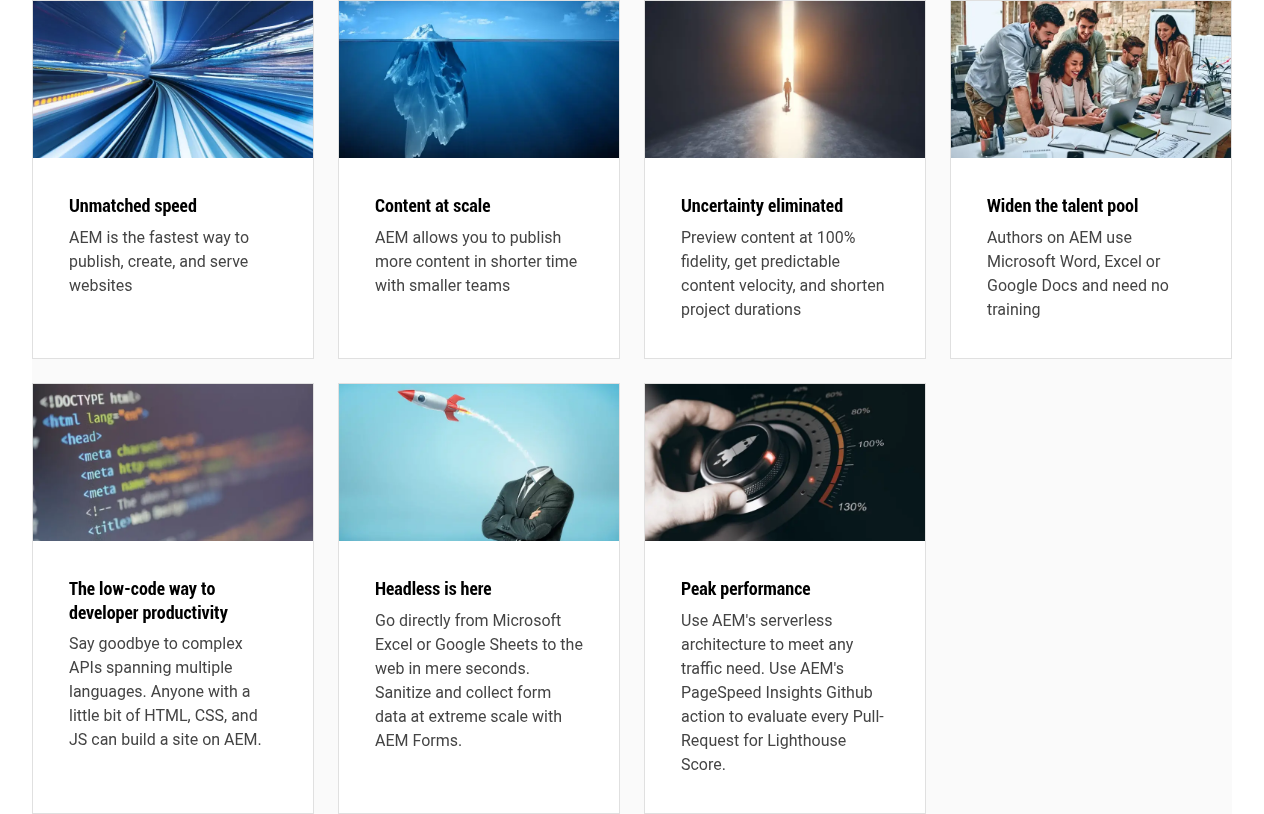 Unmatched speed
AEM is the fastest way to
publish, create, and serve
websites
Content at scale
AEM allows you to publish
more content in shorter time
with smaller teams
Uncertainty eliminated
Preview content at 100%
fidelity, get predictable
content velocity, and shorten
project durations
Widen the talent pool
Authors on AEM use
Microsoft Word, Excel or
Google Docs and need no
training
<!DOCTYPE html>
<html lang="en">
<head>
<meta
<meta
<meta
<!-- The above
<title>Web Design
The low-code way to
developer productivity
Say goodbye to complex
APIs spanning multiple
languages. Anyone with a
little bit of HTML, CSS, and
JS can build a site on AEM.
Headless is here
Go directly from Microsoft
Excel or Google Sheets to the
web in mere seconds.
Sanitize and collect form
data at extreme scale with
AEM Forms.
80%
100%
130%
Peak performance
Use AEM's serverless
architecture to meet any
traffic need. Use AEM's
PageSpeed Insights Github
action to evaluate every Pull-
Request for Lighthouse
Score.